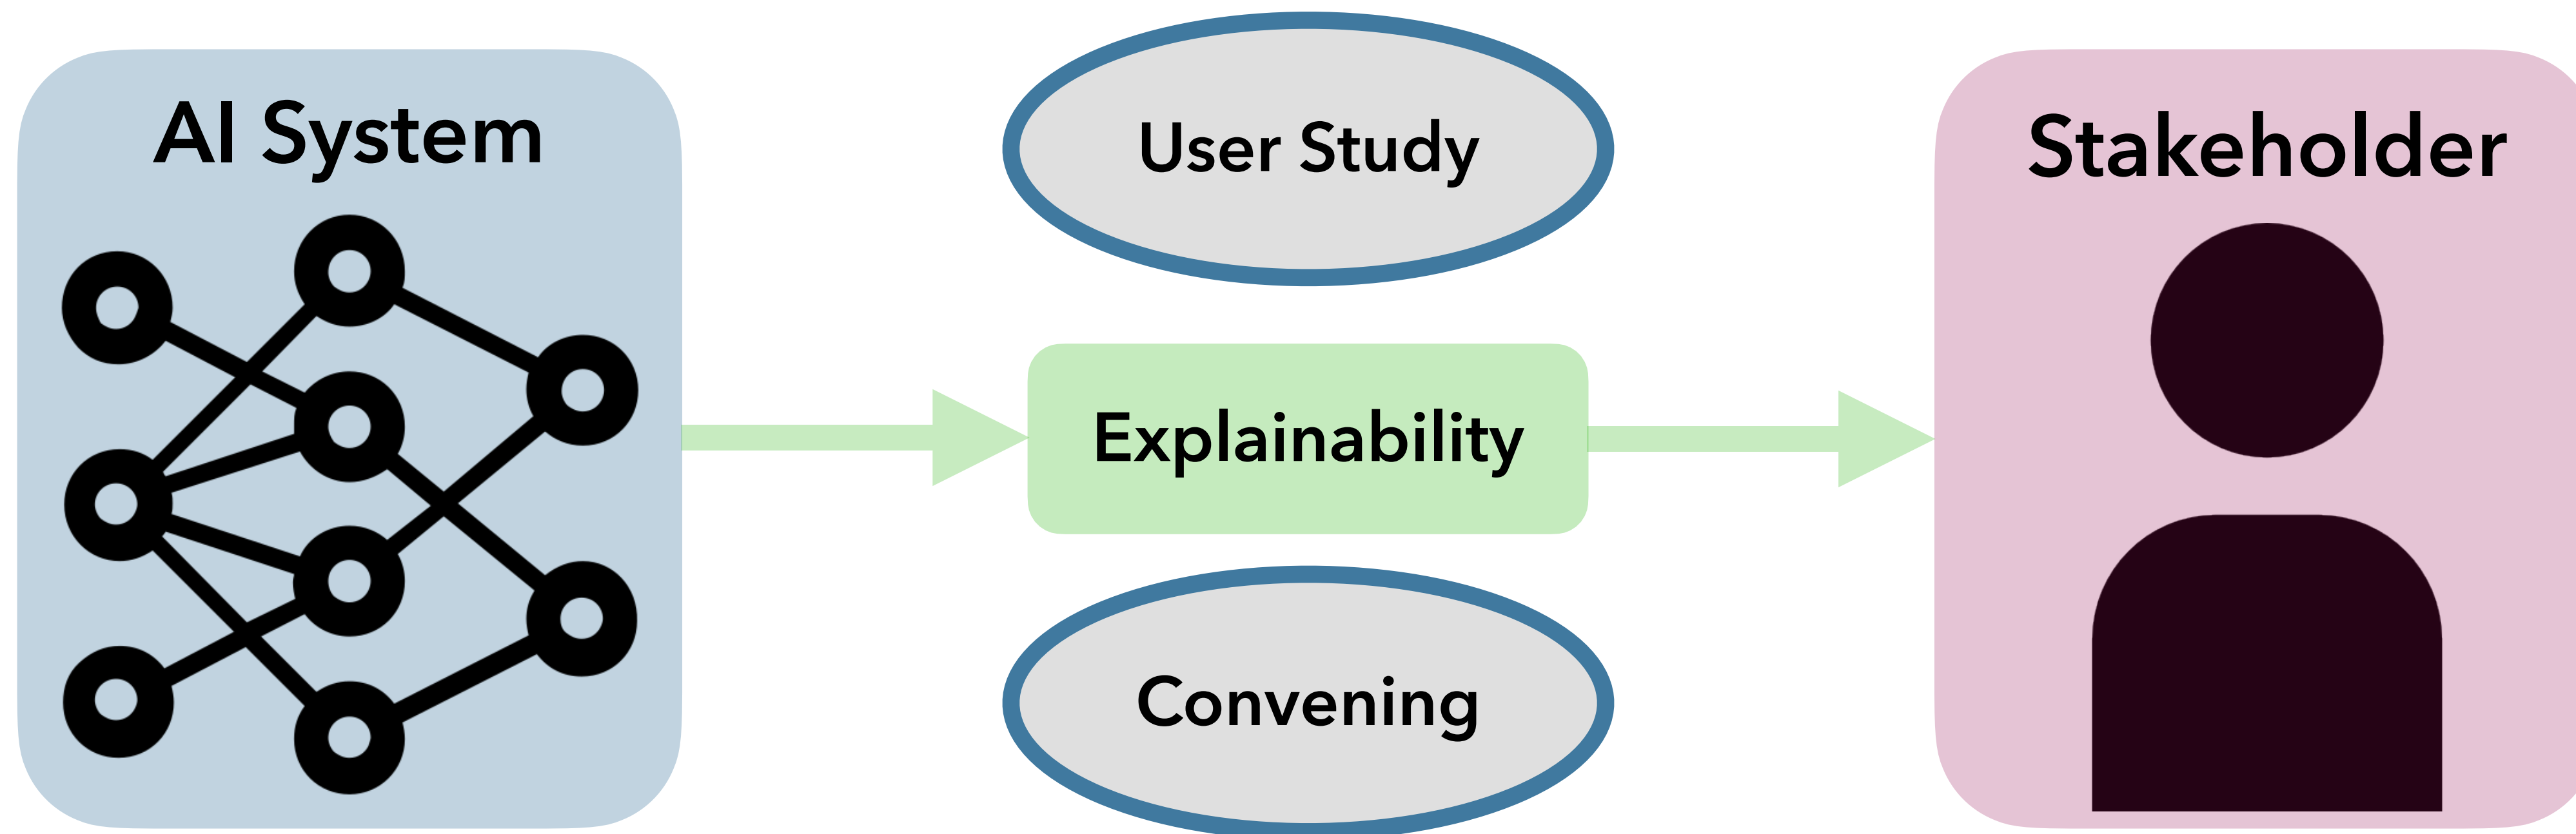 AI System
User Study
Explainability
Convening
Stakeholder